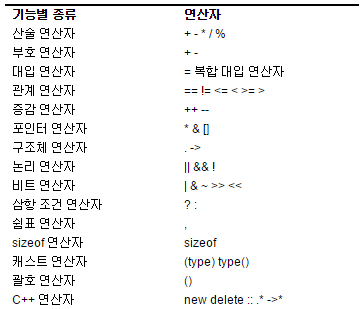 기능별 종류 연산자
산술 연산자 + - * / %
부호 연산자 + -
대입 연산자 = 복합 대입 연산자
관계 연산자 == != <= < >= >
증감 연산자 ++ --
포인터 연산자 * & []
구조체 연산자 . ->
논리 연산자 || && !
비트 연산자 | & ~ >> <<
삼항 조건 연산자 ? :
쉼표 연산자 ,
sizeof 연산자 sizeof
캐스트 연산자 (type) type()
괄호 연산자 ()
C++ 연산자 new delete :: .* ->*